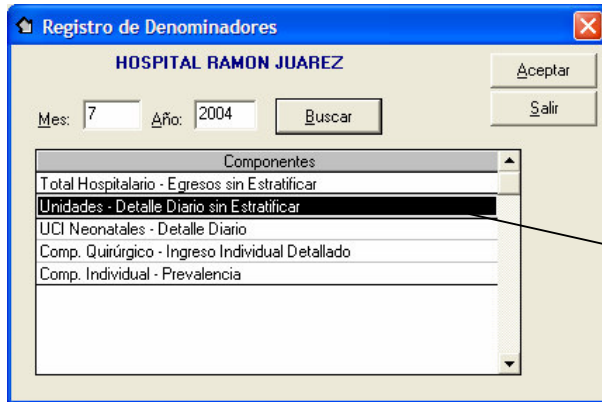 Registro de Denominadores
HOSPITAL RAMON JUAREZ
Aceptar
Mes: 7 Año: 2004 Buscar
Salir
Componentes
Total Hospitalario - Egresos sin Estratificar
Unidades - Detalle Diario sin Estratificar
UCI Neonatales - Detalle Diario
Comp. Quirúrgico - Ingreso Individual Detallado
Comp. Individual - Prevalencia